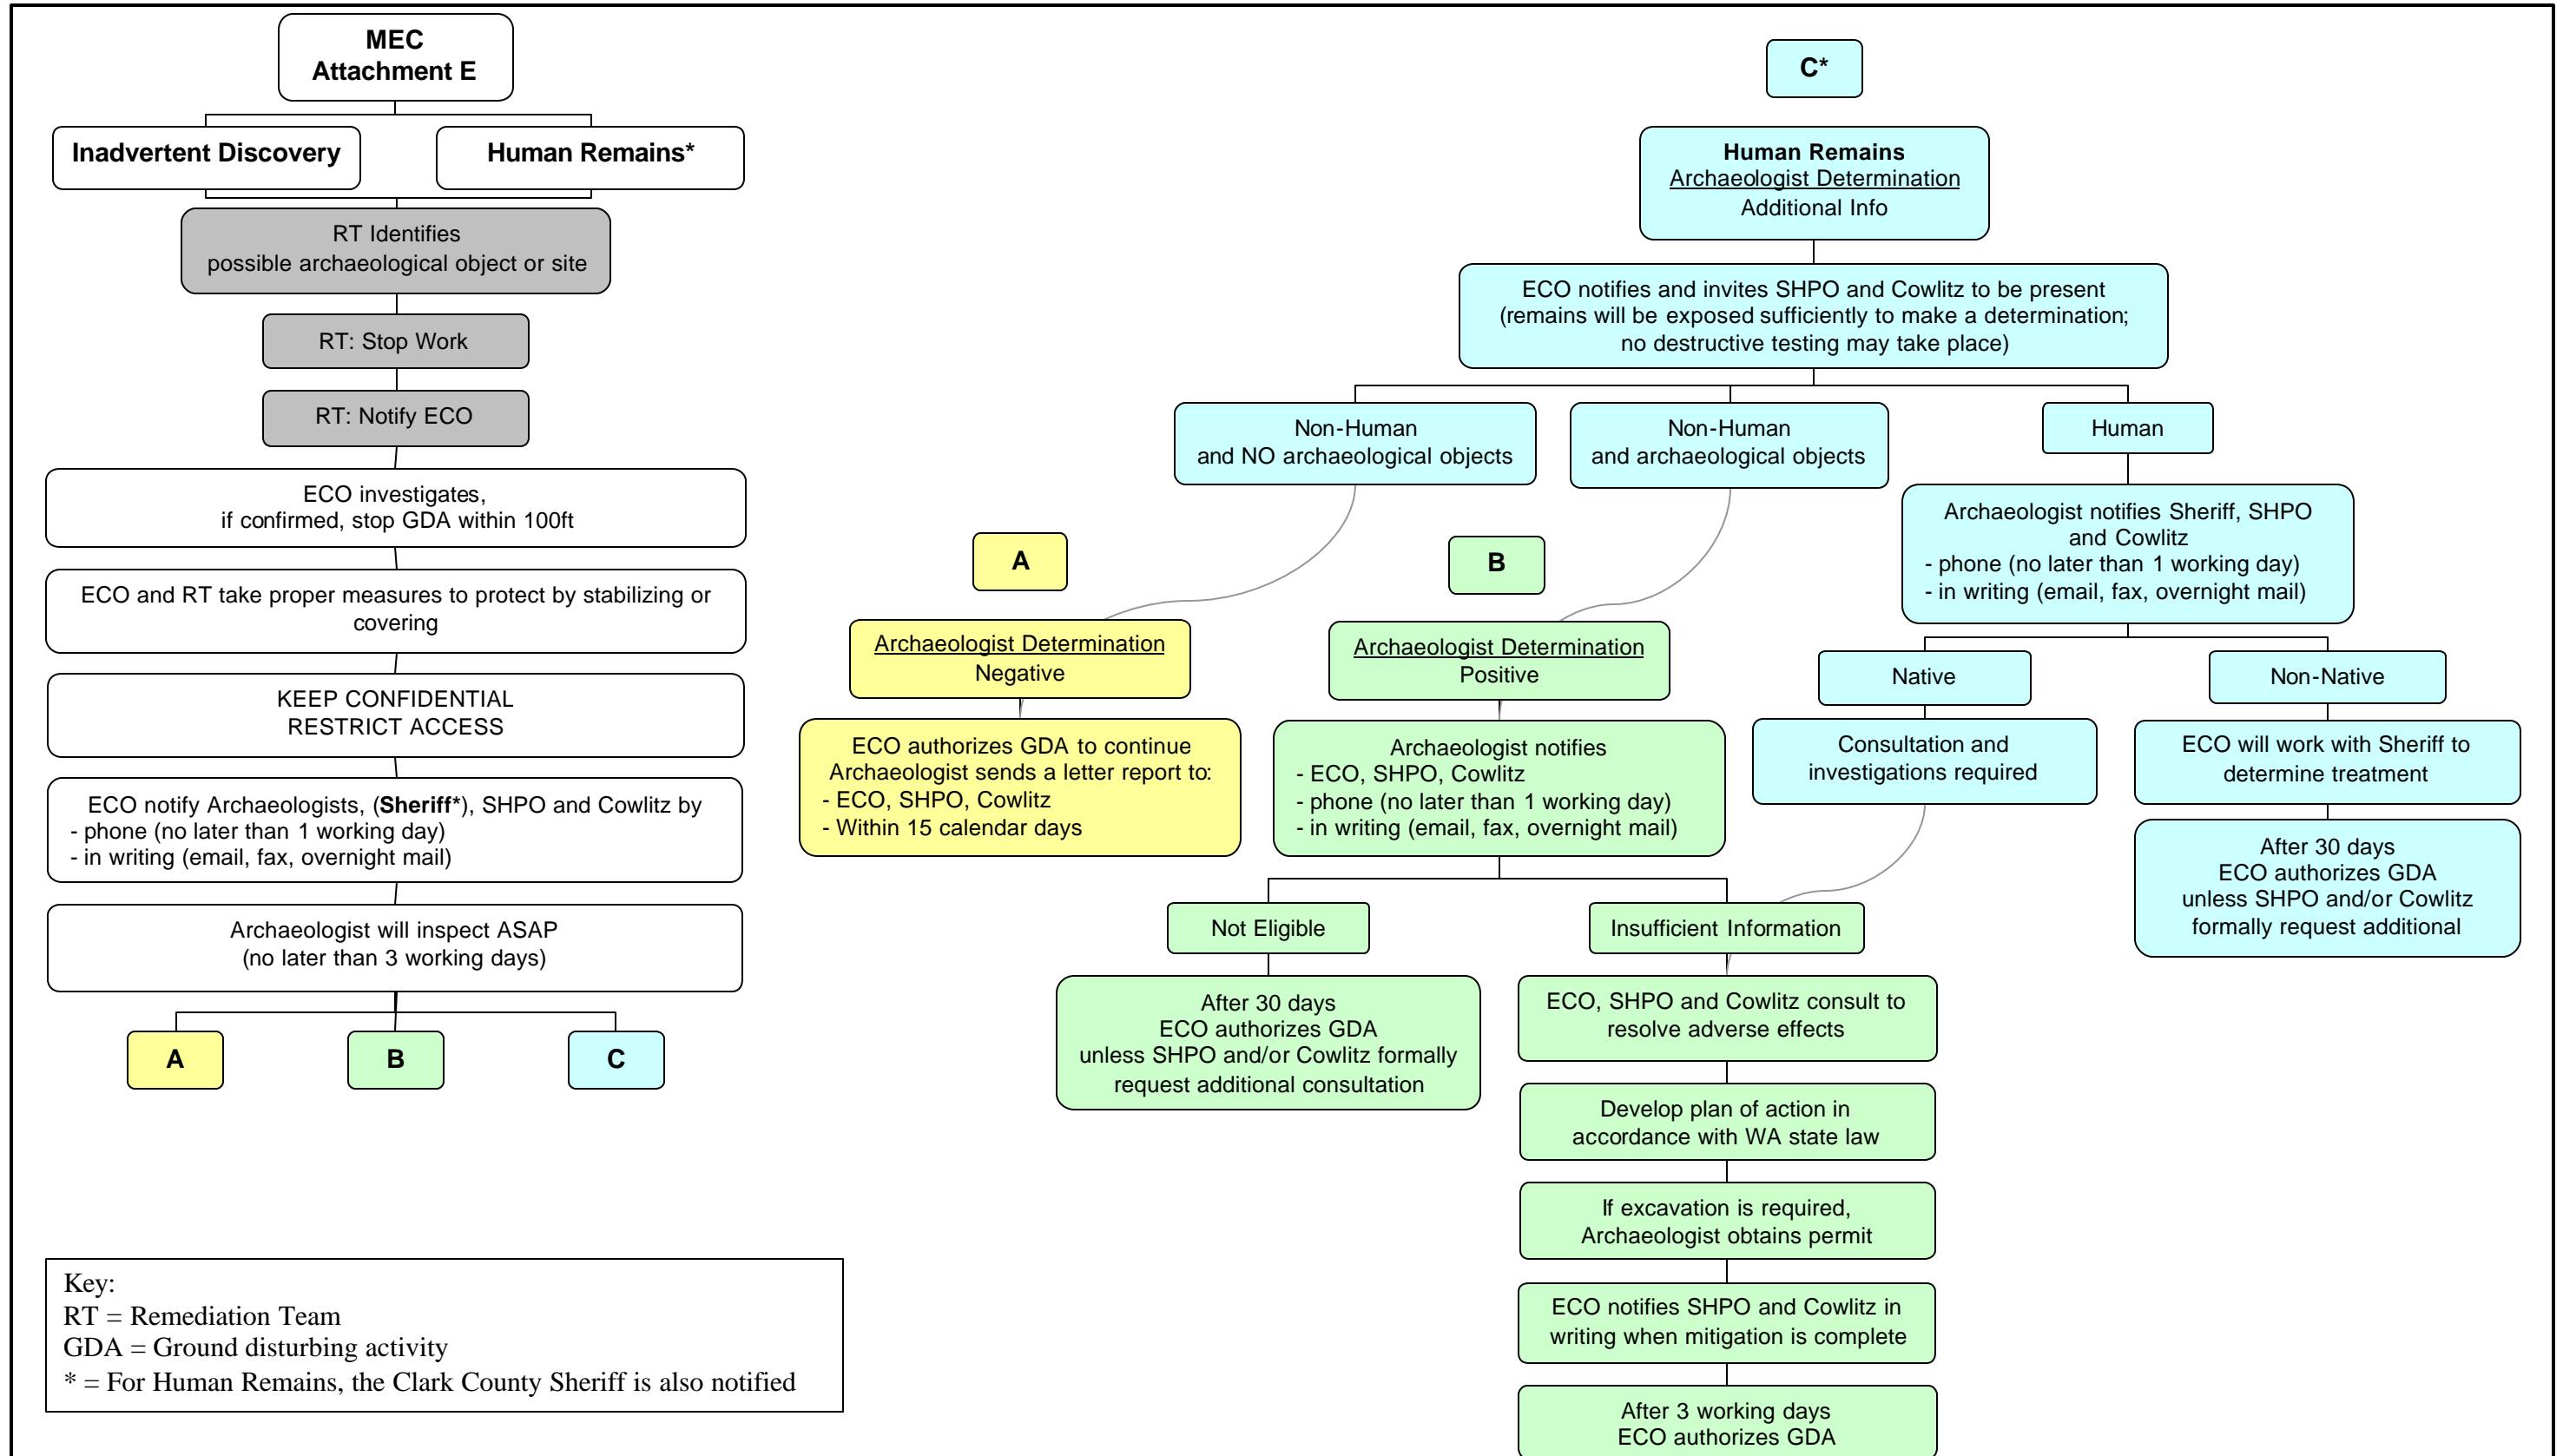 MEC
Attachment E
Inadvertent Discovery
Human Remains*
RT Identifies
possible archaeological object or site
RT: Stop Work
RT: Notify ECO
ECO investigates,
if confirmed, stop GDA within 100ft
ECO and RT take proper measures to protect by stabilizing or
covering
KEEP CONFIDENTIAL
RESTRICT ACCESS
ECO notify Archaeologists, (Sheriff*), SHPO and Cowlitz by
- phone (no later than 1 working day)
- in writing (email, fax, overnight mail)
Archaeologist will inspect ASAP
(no later than 3 working days)
A
B
C
Key:
RT = Remediation Team
GDA = Ground disturbing activity
* = For Human Remains, the Clark County Sheriff is also notified
C*
Human Remains
Archaeologist Determination
Additional Info
ECO notifies and invites SHPO and Cowlitz to be present
(remains will be exposed sufficiently to make a determination;
no destructive testing may take place)
Non-Human
and NO archaeological objects
Non-Human
and archaeological objects
Human
Archaeologist notifies Sheriff, SHPO
and Cowlitz
- phone (no later than 1 working day)
- in writing (email, fax, overnight mail)
Native
Non-Native
Consultation and
investigations required
ECO will work with Sheriff to
determine treatment
After 30 days
ECO authorizes GDA
unless SHPO and/or Cowlitz
formally request additional
A
Archaeologist Determination
Negative
ECO authorizes GDA to continue
Archaeologist sends a letter report to:
- ECO, SHPO, Cowlitz
- Within 15 calendar days
B
Archaeologist Determination
Positive
Archaeologist notifies
- ECO, SHPO, Cowlitz
- phone (no later than 1 working day)
- in writing (email, fax, overnight mail)
Not Eligible
After 30 days
ECO authorizes GDA
unless SHPO and/or Cowlitz formally
request additional consultation
Insufficient Information
ECO, SHPO and Cowlitz consult to
resolve adverse effects
Develop plan of action in
accordance with WA state law
If excavation is required,
Archaeologist obtains permit
ECO notifies SHPO and Cowlitz in
writing when mitigation is complete
After 3 working days
ECO authorizes GDA